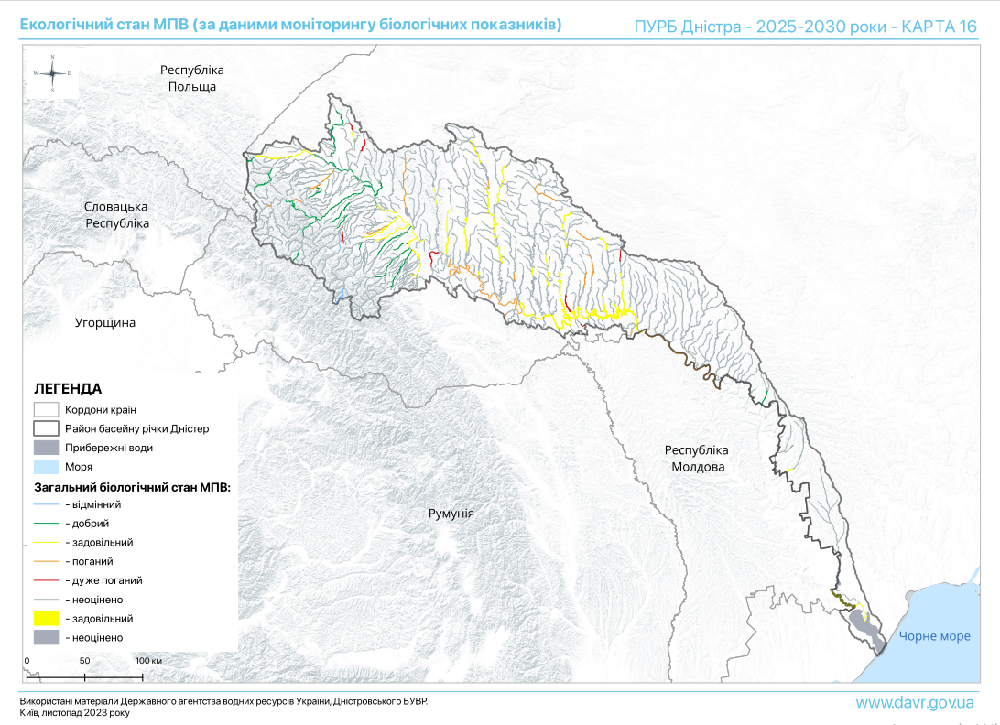 Екологічний стан МПВ (за даними моніторингу біологічних показників)
ПУРБ Дністра - 2025-2030 роки - КАРТА 16
N
W E
S
Республіка
Польща
Словацька
Республіка
Угорщина
Румунія
Республіка
Молдова
Чорне море
ЛЕГЕНДА
Кордони країн
Район басейну річки Дністер
Прибережні води
Моря
Загальний біологічний стан МПВ:
- відмінний
- добрий
- задовільний
- поганий
- дуже поганий
- неоцінено
- задовільний
- неоцінено
0 50 100 км
Використані матеріали Державного агентства водних ресурсів України, Дністровського БУВР.
Київ, листопад 2023 року
www.davr.gov.ua